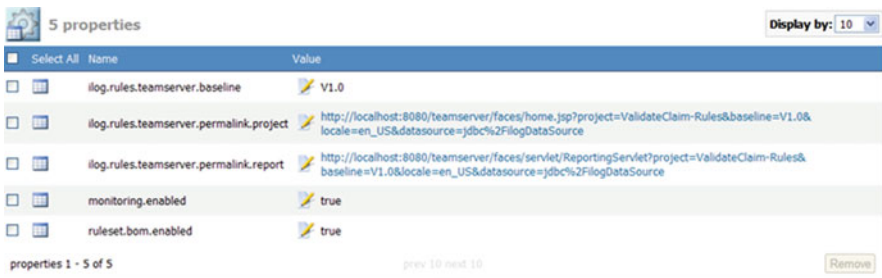 5 properties
Display by: 10
Select All Name Value
ilog.rules.teamserver.baseline V1.0
ilog.rules.teamserver.permalink.project http://localhost:8080/teamserver/faces/home.jsp?project=ValidateClaim-Rules&baseline=V1.0&
locale=en_US&datasource=jdbc%2FilogDataSource
ilog.rules.teamserver.permalink.report http://localhost:8080/teamserver/faces/servlet/ReportingServlet?project=ValidateClaim-Rules&
baseline=V1.0&locale=en_US&datasource=jdbc%2FilogDataSource
monitoring.enabled true
ruleset.bom.enabled true
properties 1 - 5 of 5 prev 10 next 10 Remove